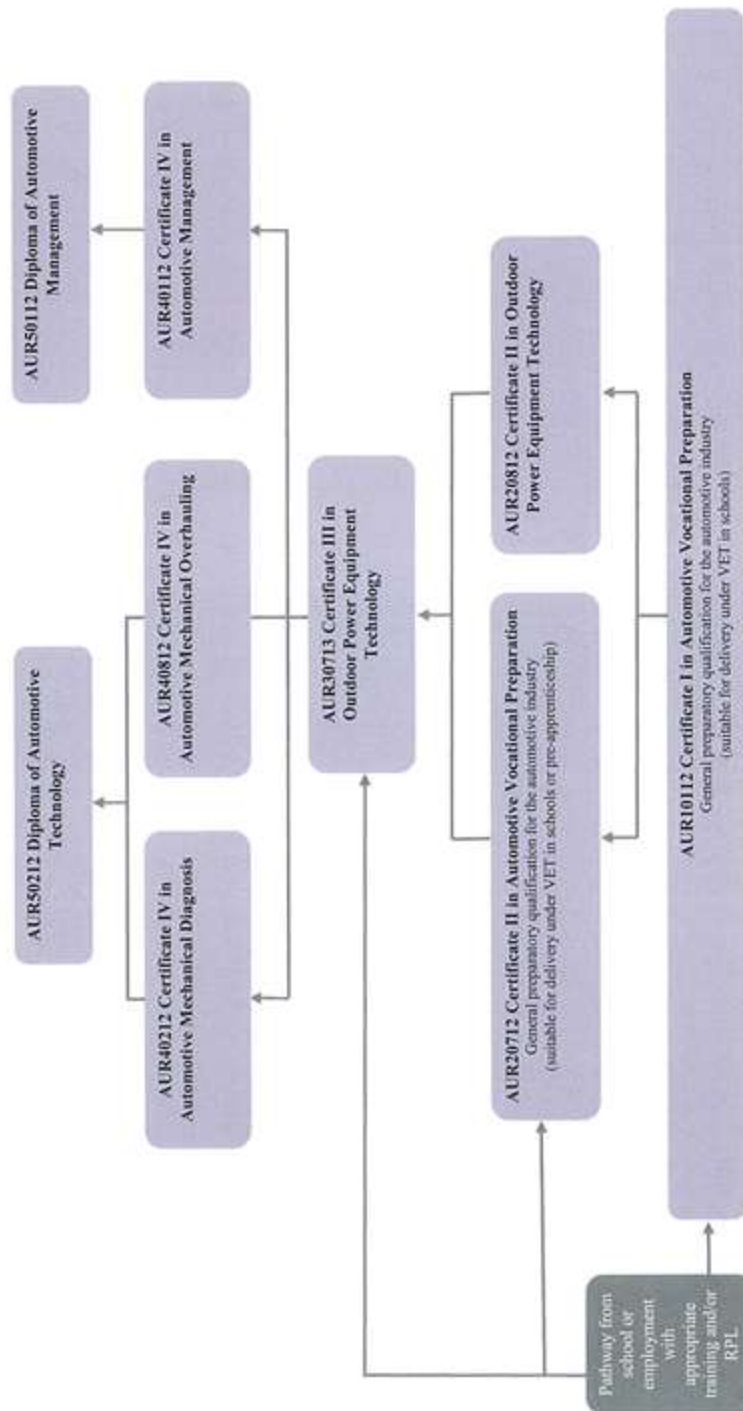 AUR50212 Diploma of Automotive
Technology
AUR50112 Diploma of Automotive
Management
AUR40212 Certificate IV in
Automotive Mechanical Diagnosis
AUR40812 Certificate IV in
Automotive Mechanical Overhauling
AUR40112 Certificate IV in
Automotive Management
AUR30713 Certificate III in
Outdoor Power Equipment
Technology
AUR20712 Certificate II in Automotive Vocational Preparation
General preparatory qualification for the automotive industry
(suitable for delivery under VET in schools or pre-apprenticeship)
AUR20812 Certificate II in Outdoor
Power Equipment Technology
Pathway from
school or
employment
with
appropriate
training and/or
RPL
AUR10112 Certificate I in Automotive Vocational Preparation
General preparatory qualification for the automotive industry
(suitable for delivery under VET in schools)